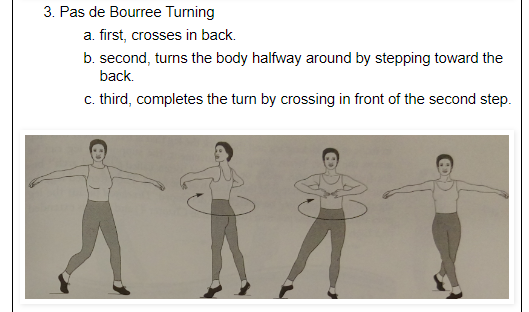 3. Pas de Bourree Turning
a. first, crosses in back.
b. second, turns the body halfway around by stepping toward the
back.
c. third, completes the turn by crossing in front of the second step.